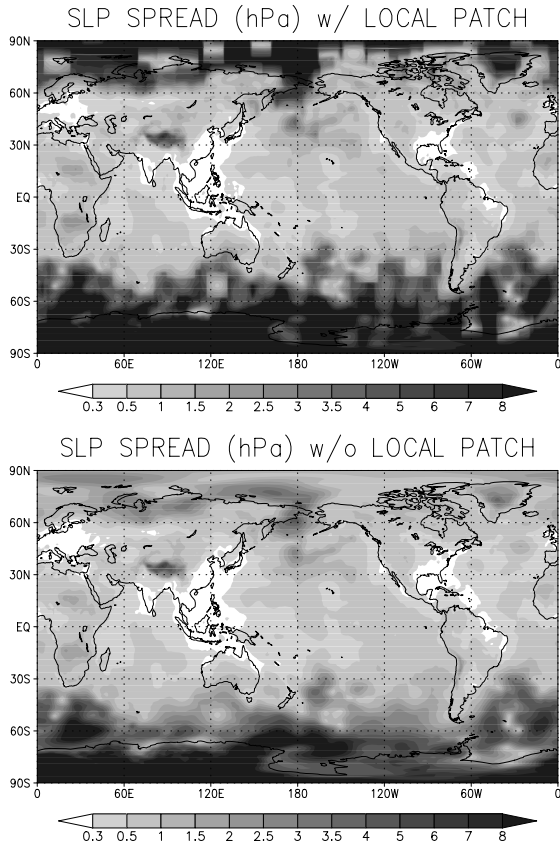 SLP SPREAD (hPa) w/ LOCAL PATCH
90N
60N
30N
EQ
30S
60S
90S
0 60E 120E 180 120W 60W 0
0.3 0.5 1 1.5 2 2.5 3 3.5 4 5 6 7 8
SLP SPREAD (hPa) w/o LOCAL PATCH
90N
60N
30N
EQ
30S
60S
90S
0 60E 120E 180 120W 60W 0
0.3 0.5 1 1.5 2 2.5 3 3.5 4 5 6 7 8